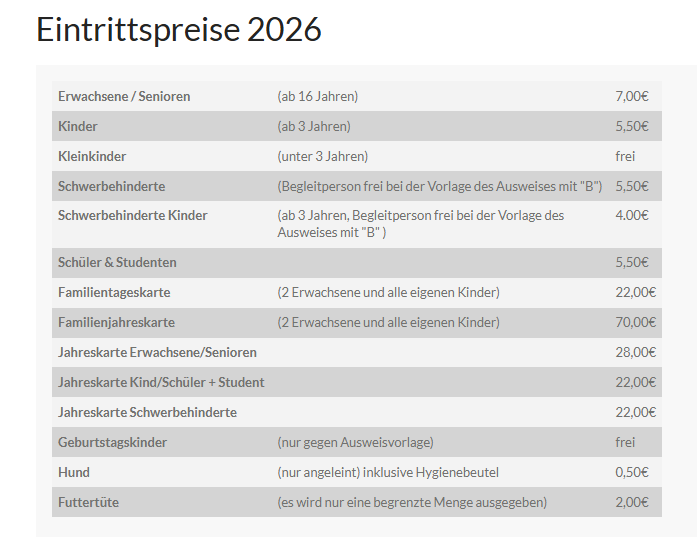 Eintrittspreise 2026
Erwachsene / Senioren (ab 16 Jahren) 7,00€
Kinder (ab 3 Jahren) 5,50€
Kleinkinder (unter 3 Jahren) frei
Schwerbehinderte (Begleitperson frei bei der Vorlage des Ausweises mit "B") 5,50€
Schwerbehinderte Kinder (ab 3 Jahren, Begleitperson frei bei der Vorlage des 4.00€
Ausweises mit "B" )
Schüler & Studenten 5,50€
Familientageskarte (2 Erwachsene und alle eigenen Kinder) 22,00€
Familienjahreskarte (2 Erwachsene und alle eigenen Kinder) 70,00€
Jahreskarte Erwachsene/Senioren 28,00€
Jahreskarte Kind/Schüler + Student 22,00€
Jahreskarte Schwerbehinderte 22,00€
Geburtstagskinder (nur gegen Ausweisvorlage) frei
Hund (nur angeleint) inklusive Hygienebeutel 0,50€
Futtertüte (es wird nur eine begrenzte Menge ausgegeben) 2,00€